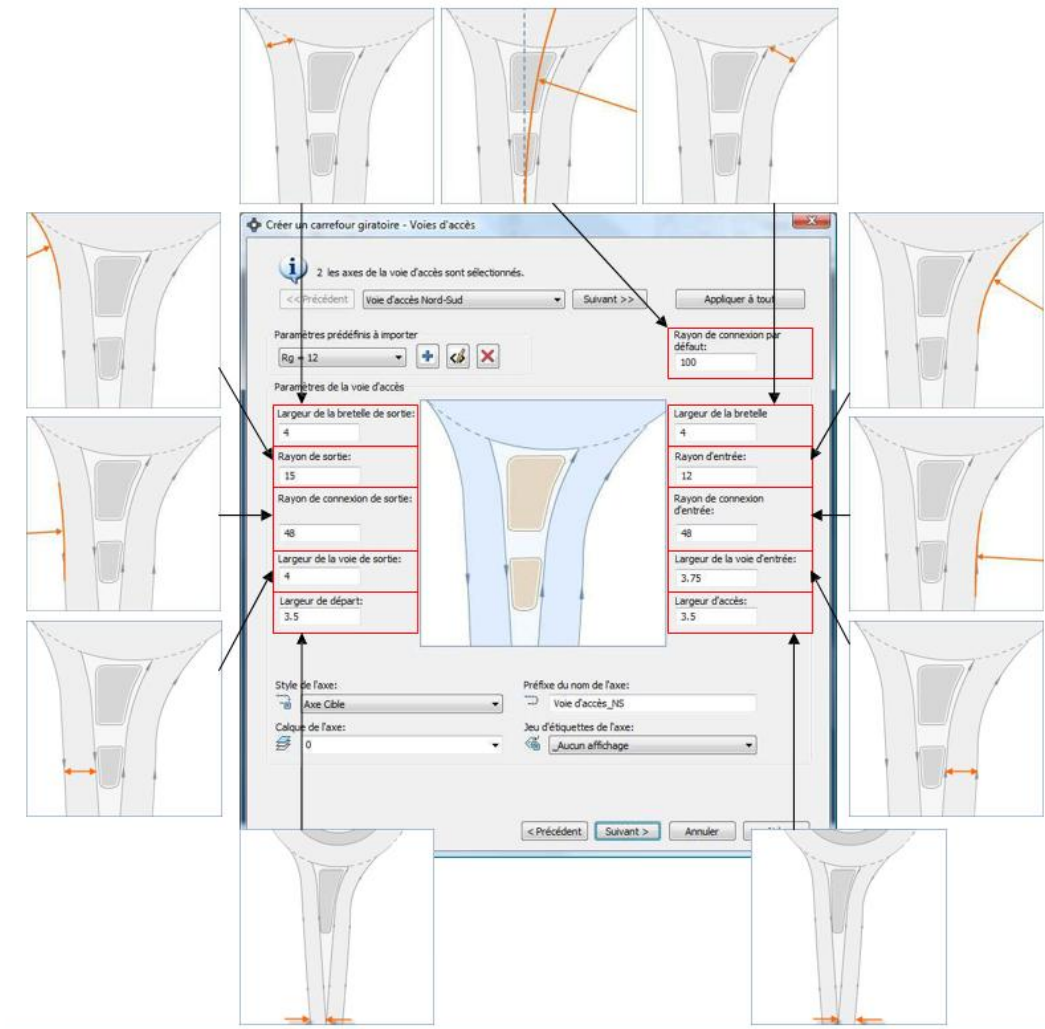 Créer un carrefour giratoire - Voies d'accès
2 les axes de la voie d'accès sont sélectionnés.
<< Précédent
Voie d'accès Nord-Sud
Suivant >>
Appliquer à tout
Paramètres prédéfinis à importer
Rg = 12
Rayon de connexion par
défaut:
100
Paramètres de la voie d'accès
Largeur de la bretelle de sortie:
4
Rayon de sortie:
15
Rayon de connexion de sortie:
48
Largeur de la voie de sortie:
4
Largeur de départ:
3.5
Largeur de la bretelle
4
Rayon d'entrée:
12
Rayon de connexion
d'entrée:
48
Largeur de la voie d'entrée:
3.75
Largeur d'accès:
3.5
Style de l'axe:
Axe Cible
Préfixe du nom de l'axe:
Voie d'accès_NS
Calque de l'axe:
0
Jeu d'étiquettes de l'axe:
_Aucun affichage
< Précédent
Suivant >
Annuler